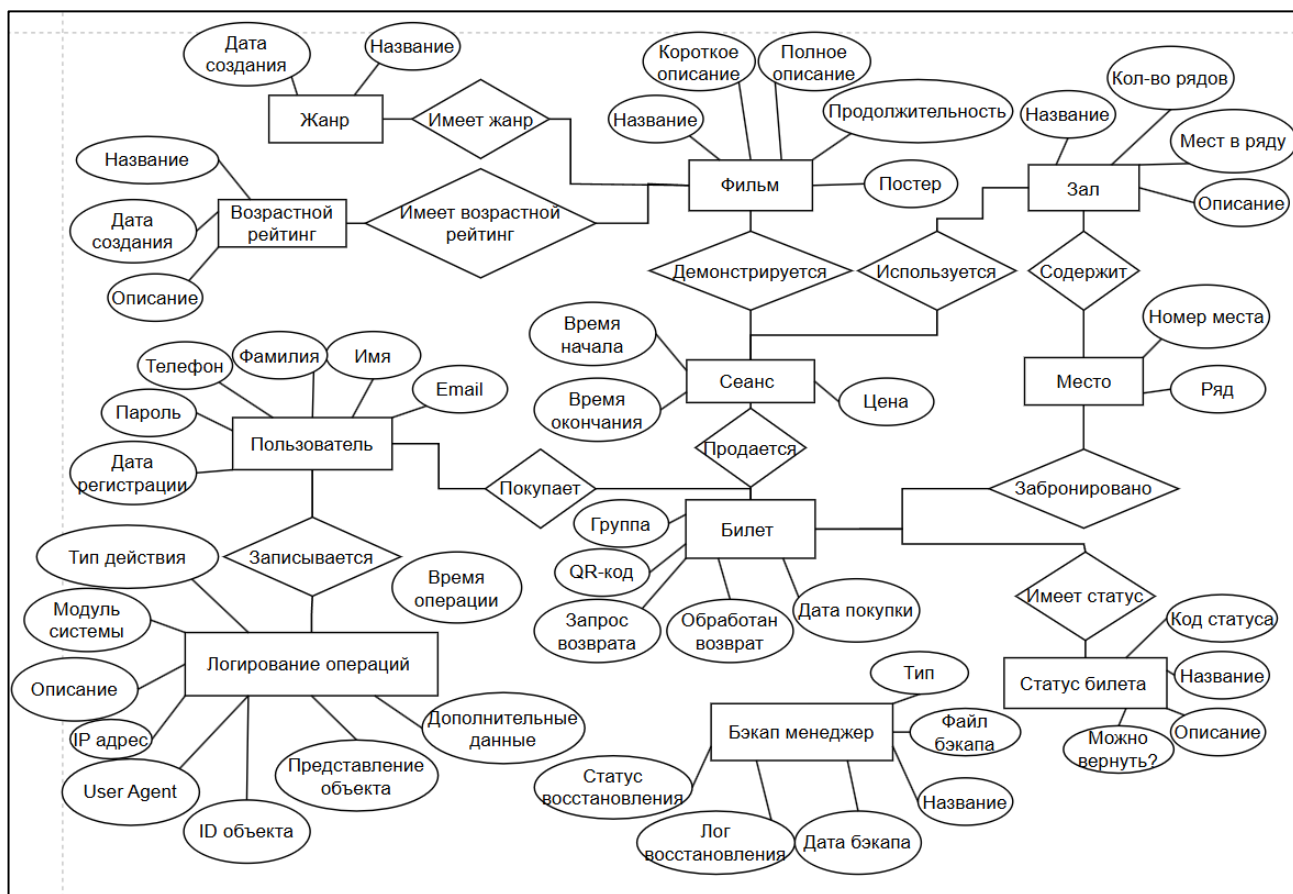 Дата
создания
Название
Жанр
Имеет жанр
Короткое
описание
Полное
описание
Название
Продолжительность
Фильм
Постер
Кол-во рядов
Название
Мест в ряду
Зал
Описание
Название
Дата
создания
Возрастной
рейтинг
Описание
Имеет возрастной
рейтинг
Демонстрируется
Используется
Содержит
Время
начала
Сеанс
Время
окончания
Цена
Номер места
Место
Ряд
Телефон
Фамилия
Имя
Email
Пароль
Пользователь
Дата
регистрации
Покупает
Продается
Забронировано
Группа
Билет
QR-код
Запрос
возврата
Обработан
возврат
Дата покупки
Имеет статус
Тип действия
Записывается
Время
операции
Модуль
системы
Логирование операций
Описание
IP адрес
User Agent
ID объекта
Представление
объекта
Дополнительные
данные
Код статуса
Статус билета
Название
Описание
Можно
вернуть?
Тип
Бэкап менеджер
Файл
бэкапа
Статус
восстановления
Название
Лог
восстановления
Дата бэкапа